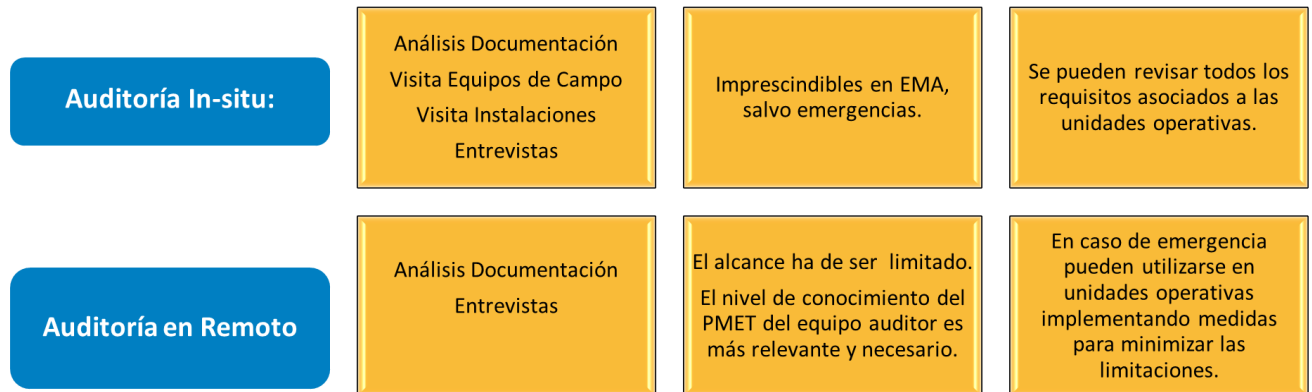 Auditoría In-situ:
Análisis Documentación
Visita Equipos de Campo
Visita Instalaciones
Entrevistas
Imprescindibles en EMA,
salvo emergencias.
Se pueden revisar todos los
requisitos asociados a las
unidades operativas.
Auditoría en Remoto
Análisis Documentación
Entrevistas
El alcance ha de ser limitado.
El nivel de conocimiento del
PMET del equipo auditor es
más relevante y necesario.
En caso de emergencia
pueden utilizarse en
unidades operativas
implementando medidas
para minimizar las
limitaciones.